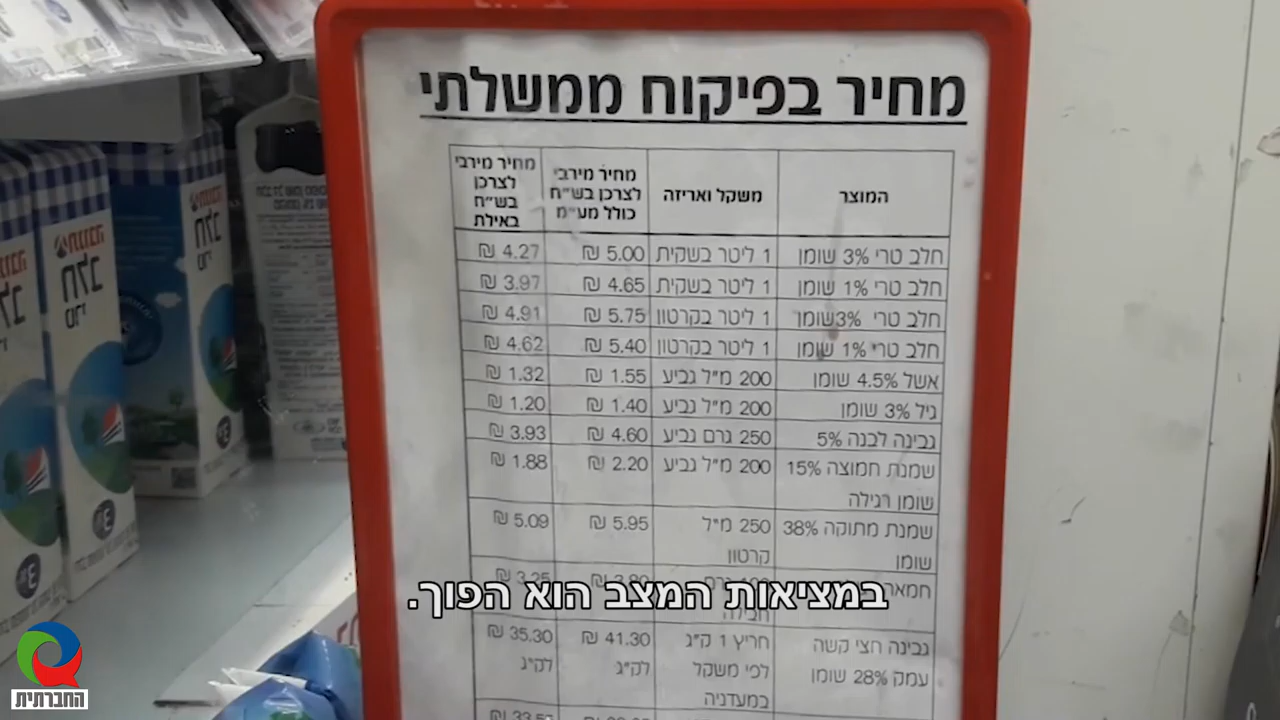 מחיר בפיקוח ממשלתי
המוצר
משקל ואריזה
מחיר מירבי
לצרכן בש״ח
כולל מע״מ
מחיר מירבי
לצרכן
בש״ח
באילת
חלב טרי 3% שומן 1 ליטר בשקית 5.00 ₪ 4.27 ₪
חלב טרי 1% שומן 1 ליטר בשקית 4.65 ₪ 3.97 ₪
חלב טרי 3%שומן 1 ליטר בקרטון 5.75 ₪ 4.91 ₪
חלב טרי 1% שומן 1 ליטר בקרטון 5.40 ₪ 4.62 ₪
אשל 4.5% שומן 200 מ"ל גביע 1.55 ₪ 1.32 ₪
גיל 3% שומן 200 מ"ל גביע 1.40 ₪ 1.20 ₪
גבינה לבנה 5% 250 גרם גביע 4.60 ₪ 3.93 ₪
שמנת חמוצה 15% 200 מ"ל גביע 2.20 ₪ 1.88 ₪
שומן רגילה
שמנת מתוקה 38% 250 מ"ל 5.95 ₪ 5.09 ₪
שומן קרטון
במציאות המצב הוא הפוך.
גבינה חצי קשה חריץ 1 ק"ג 41.30 ₪ 35.30 ₪
עמק 28% שומן לפי משקל לק"ג לק"ג
במעדניה
חלב
חלב
החברתית